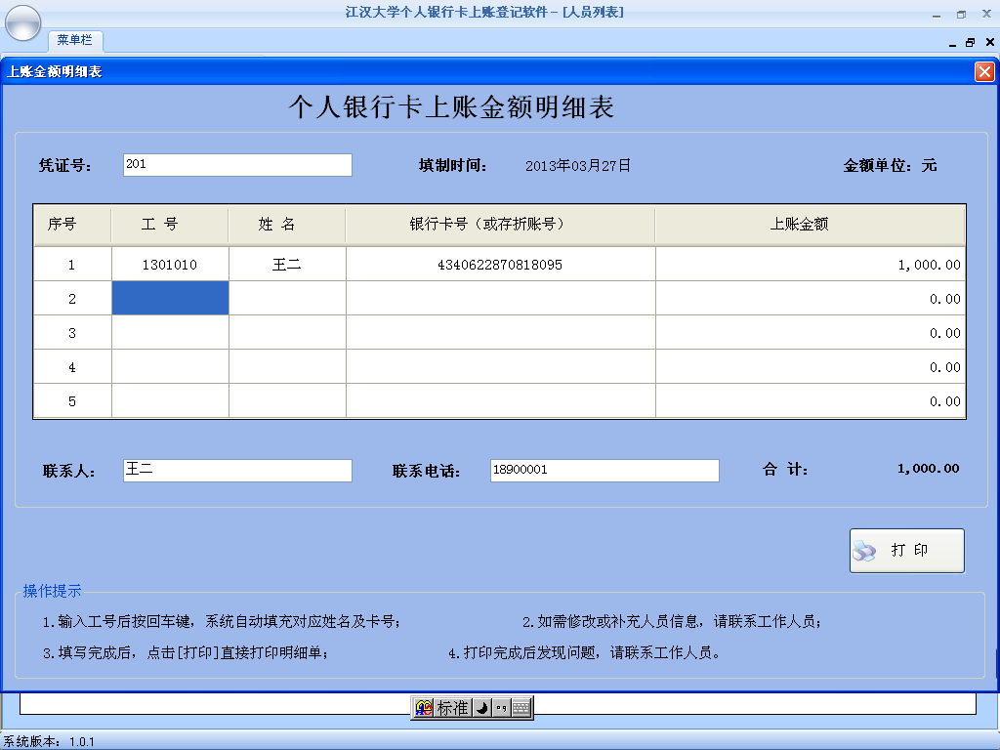 江汉大学个人银行卡上账登记软件 - [人员列表]
菜单栏
上账金额明细表
个人银行卡上账金额明细表
凭证号： 201 填制时间： 2013年03月27日 金额单位：元
序号 工 号 姓 名 银行卡号（或存折账号） 上账金额
1 1301010 王二 4340622870818095 1,000.00
2 0.00
3 0.00
4 0.00
5 0.00
联系人： 王二 联系电话： 18900001 合 计： 1,000.00
打 印
操作提示
1.输入工号后按回车键，系统自动填充对应姓名及卡号； 2.如需修改或补充人员信息，请联系工作人员；
3.填写完成后，点击[打印]直接打印明细单； 4.打印完成后发现问题，请联系工作人员。
标准
系统版本： 1.0.1